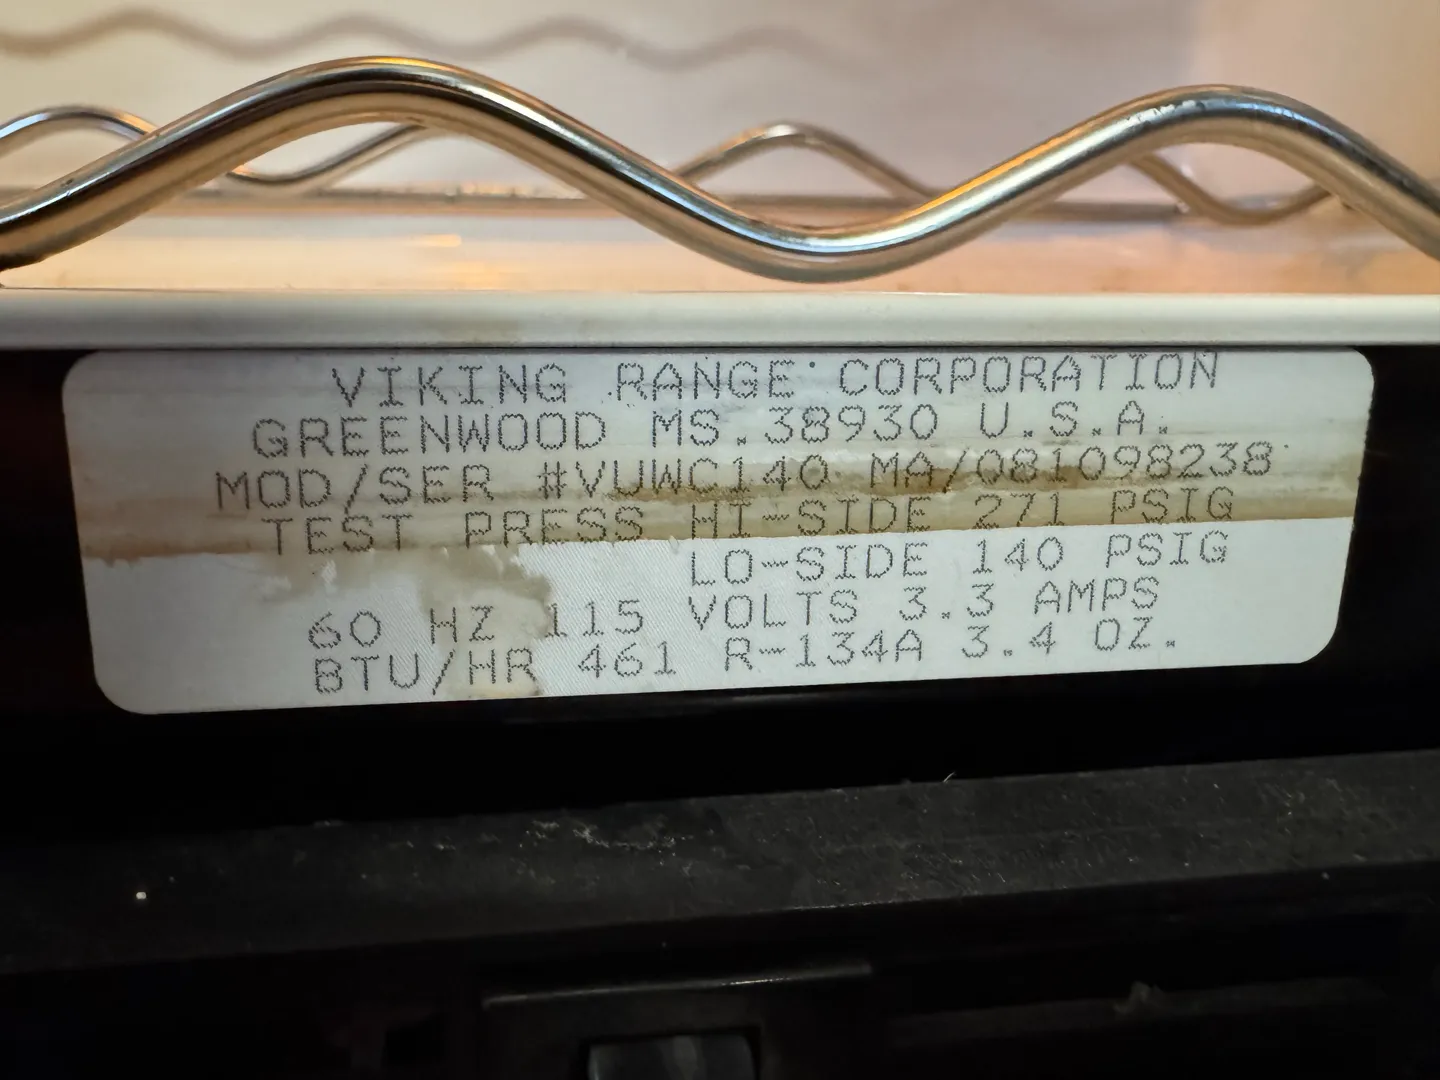 VIKING RANGE CORPORATION
GREENWOOD MS.38930 U.S.A.
MOD/SER #VUWC140 MA/081098238
TEST PRESS HI-SIDE 271 PSIG
LO-SIDE 140 PSIG
60 HZ 115 VOLTS 3.3 AMPS
BTU/HR 461 R-134A 3.4 OZ.